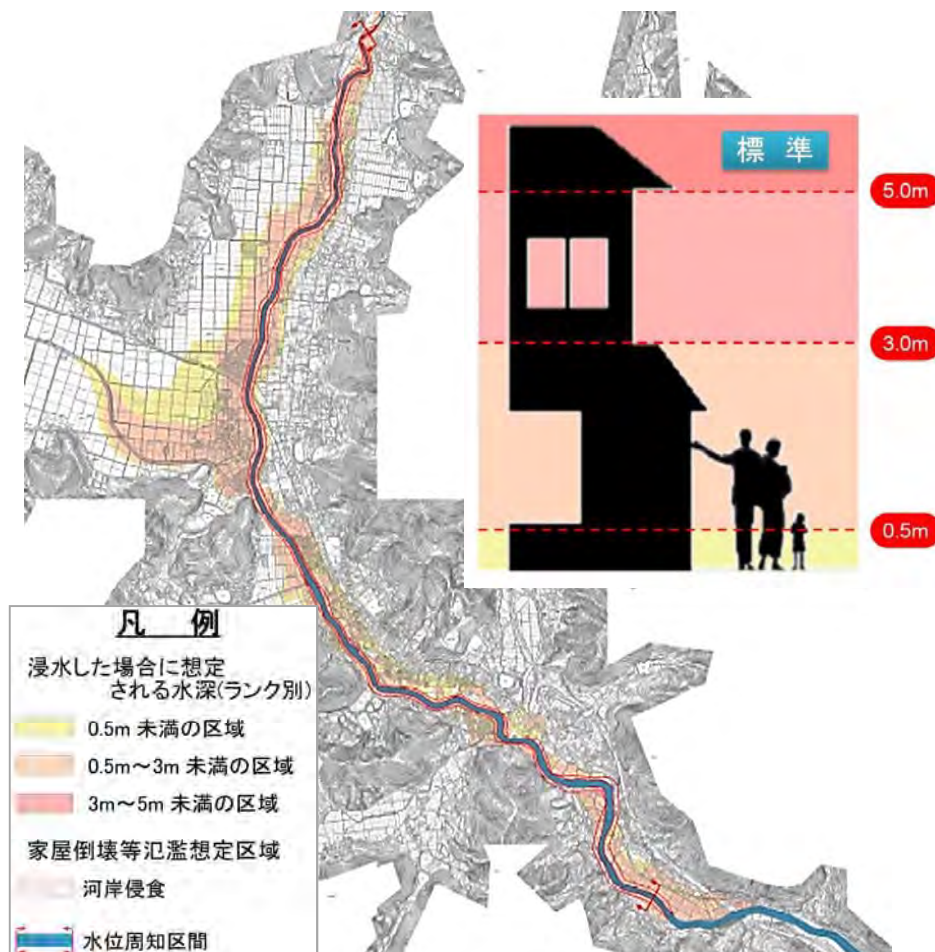 標 準
5.0m
3.0m
0.5m
凡 例
浸水した場合に想定
される水深(ランク別)
0.5m 未満の区域
0.5m～3m 未満の区域
3m～5m 未満の区域
家屋倒壊等氾濫想定区域
河岸侵食
水位周知区間